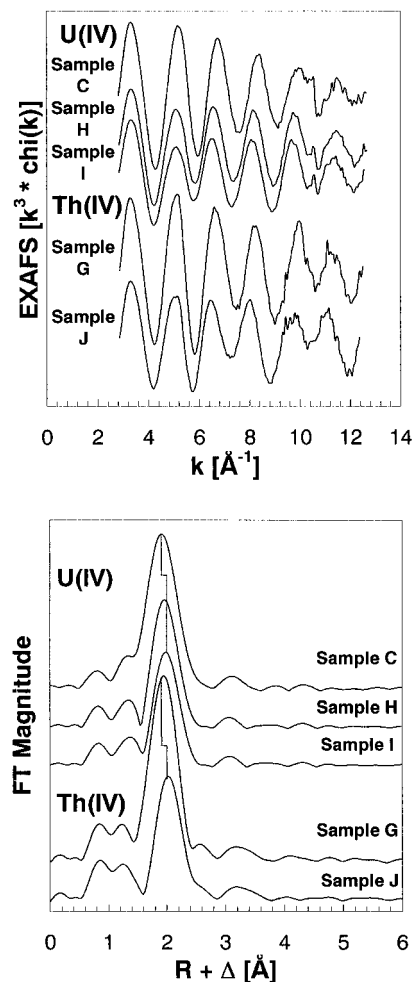 U(IV)
Sample
C
Sample
H
Sample
I
Th(IV)
Sample
G
Sample
J
EXAFS [k³ * chi(k)]
0 2 4 6 8 10 12 14
k [Å⁻¹]
U(IV)
Sample C
Sample H
Sample I
Th(IV)
Sample G
Sample J
FT Magnitude
0 1 2 3 4 5 6
R + Δ [Å]